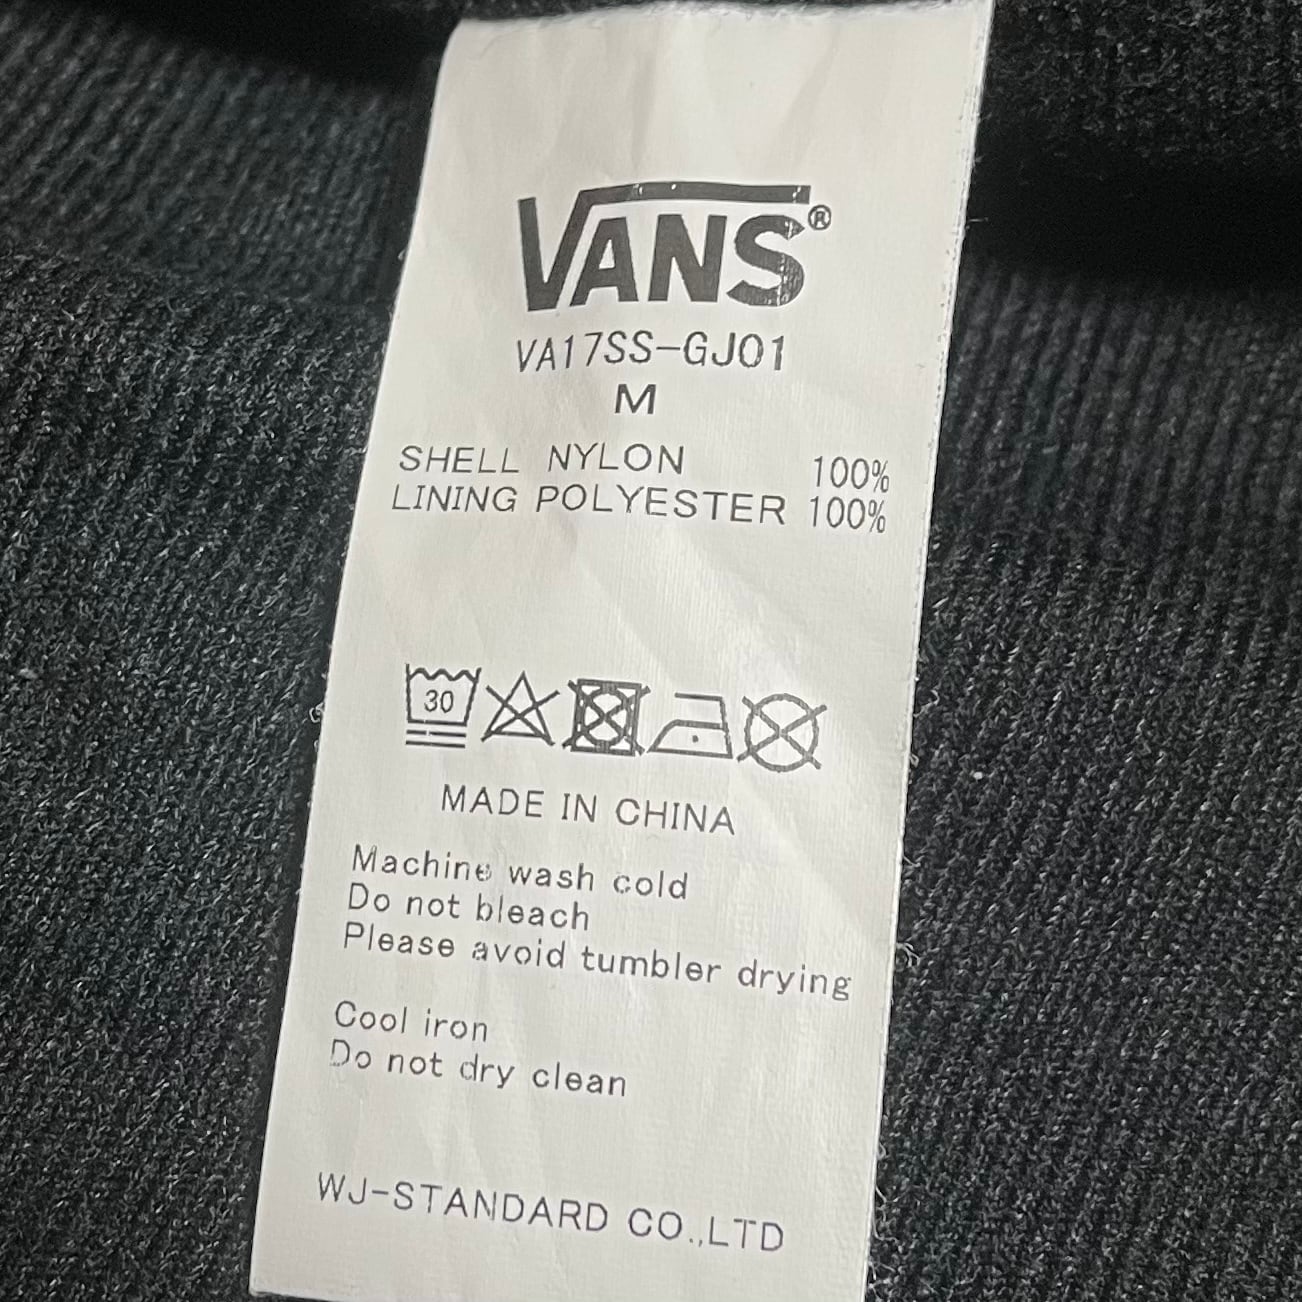 VANS®
VA17SS-GJ01
M
SHELL NYLON 100%
LINING POLYESTER 100%
30
MADE IN CHINA
Machine wash cold
Do not bleach
Please avoid tumbler drying
Cool iron
Do not dry clean
WJ-STANDARD CO.,LTD